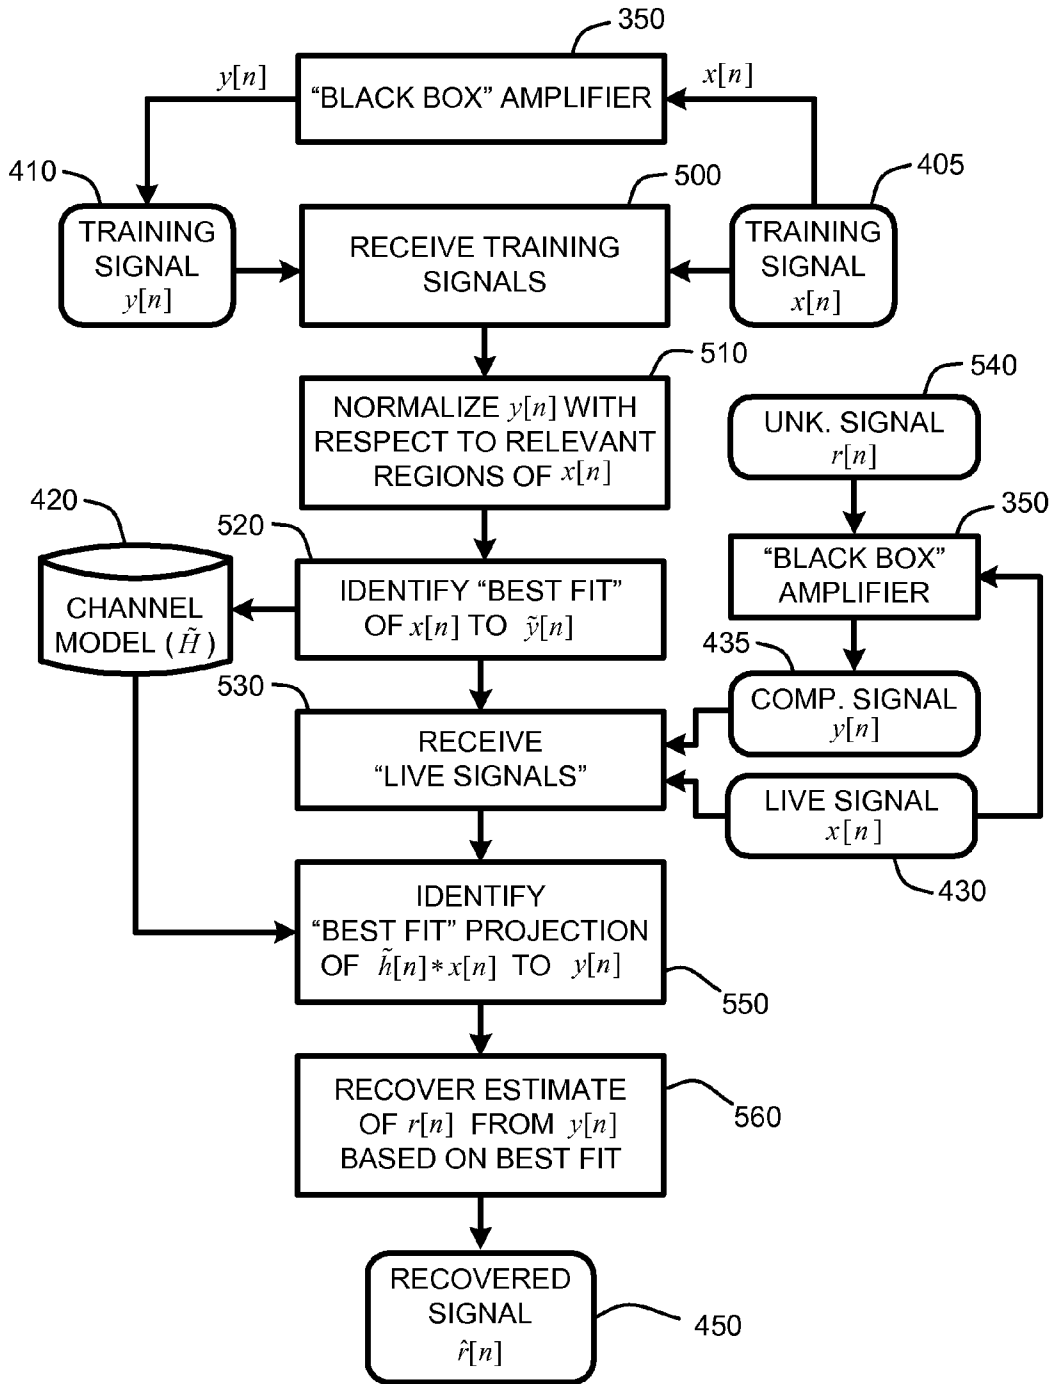 350
y[n]
x[n]
“BLACK BOX” AMPLIFIER
410
500
405
TRAINING
SIGNAL
y[n]
RECEIVE TRAINING
SIGNALS
TRAINING
SIGNAL
x[n]
510
540
NORMALIZE y[n] WITH
RESPECT TO RELEVANT
REGIONS OF x[n]
UNK. SIGNAL
r[n]
420
520
350
CHANNEL
MODEL (H̃)
IDENTIFY “BEST FIT”
OF x[n] TO ỹ[n]
“BLACK BOX”
AMPLIFIER
435
530
COMP. SIGNAL
y[n]
RECEIVE
“LIVE SIGNALS”
LIVE SIGNAL
x[n]
430
IDENTIFY
“BEST FIT” PROJECTION
OF h̃[n]*x[n] TO y[n]
550
RECOVER ESTIMATE
OF r[n] FROM y[n]
BASED ON BEST FIT
560
RECOVERED
SIGNAL
r̂[n]
450